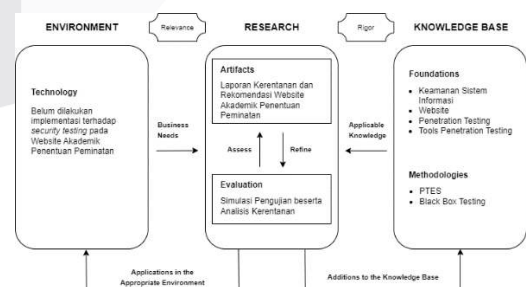 ENVIRONMENT
Relevance
RESEARCH
Rigor
KNOWLEDGE BASE
Technology
Belum dilakukan
implementasi terhadap
security testing pada
Website Akademik
Penentuan Peminatan
Business
Needs
Artifacts
Laporan Kerentanan dan
Rekomendasi Website
Akademik Penentuan
Peminatan
Assess
Refine
Evaluation
Simulasi Pengujian beserta
Analisis Kerentanan
Applicable
Knowledge
Foundations
• Keamanan Sistem
Informasi
• Website
• Penetration Testing
• Tools Penetration Testing
Methodologies
• PTES
• Black Box Testing
Applications in the
Appropriate Environment
Additions to the Knowledge Base